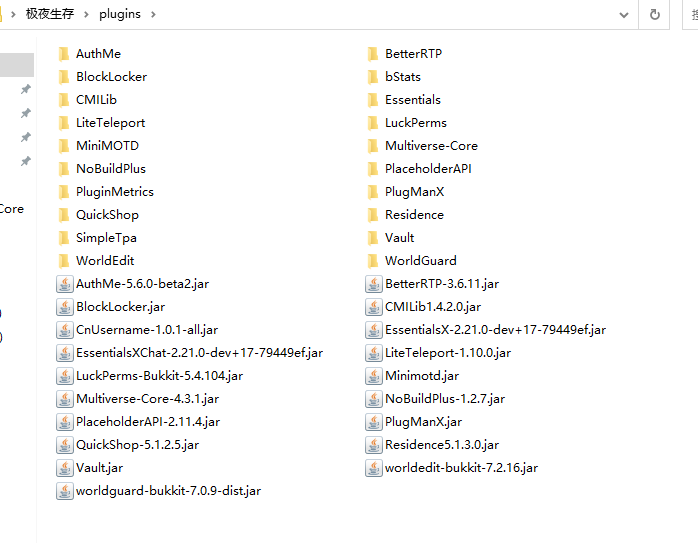 极夜生存 plugins
AuthMe BetterRTP
BlockLocker bStats
CMILib Essentials
LiteTeleport LuckPerms
MiniMOTD Multiverse-Core
NoBuildPlus PlaceholderAPI
PluginMetrics PlugManX
Core
QuickShop Residence
SimpleTpa Vault
WorldEdit WorldGuard
AuthMe-5.6.0-beta2.jar BetterRTP-3.6.11.jar
BlockLocker.jar CMILib1.4.2.0.jar
CnUsername-1.0.1-all.jar EssentialsX-2.21.0-dev+17-79449ef.jar
EssentialsXChat-2.21.0-dev+17-79449ef.jar LiteTeleport-1.10.0.jar
LuckPerms-Bukkit-5.4.104.jar Minimotd.jar
Multiverse-Core-4.3.1.jar NoBuildPlus-1.2.7.jar
PlaceholderAPI-2.11.4.jar PlugManX.jar
QuickShop-5.1.2.5.jar Residence5.1.3.0.jar
Vault.jar worldedit-bukkit-7.2.16.jar
worldguard-bukkit-7.0.9-dist.jar